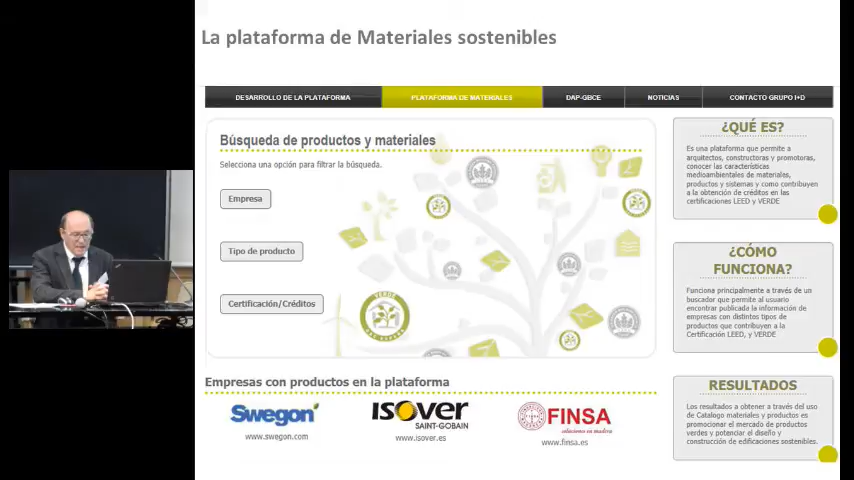 La plataforma de Materiales sostenibles
DESARROLLO DE LA PLATAFORMA
PLATAFORMA DE MATERIALES
DAP-GBCE
NOTICIAS
CONTACTO GRUPO I+D
Búsqueda de productos y materiales
Selecciona una opción para filtrar la búsqueda.
Empresa
Tipo de producto
Certificación/Créditos
VERDE
Empresas con productos en la plataforma
Swegon
www.swegon.com
isover
SAINT-GOBAIN
www.isover.es
FINSA
soluciones en madera
www.finsa.es
¿QUÉ ES?
Es una plataforma que permite a
arquitectos, constructoras y promotoras,
conocer las características
medioambientales de materiales,
productos y sistemas y como contribuyen
a la obtención de créditos en las
certificaciones LEED y VERDE
¿CÓMO
FUNCIONA?
Funciona principalmente a través de un
buscador que permite al usuario
encontrar publicada la información de
empresas con distintos tipos de
productos que contribuyen a la
Certificación LEED, y VERDE
RESULTADOS
Los resultados a obtener a través del uso
de Catalogo materiales y productos es
promocionar el mercado de productos
verdes y potenciar el diseño y
construcción de edificaciones sostenibles.